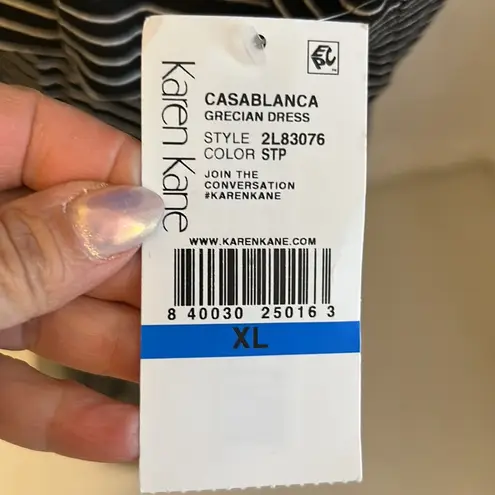 Karen Kane
CASABLANCA
GRECIAN DRESS
STYLE 2L83076
COLOR STP
JOIN THE
CONVERSATION
#KARENKANE
WWW.KARENKANE.COM
8 40030 25016 3
XL